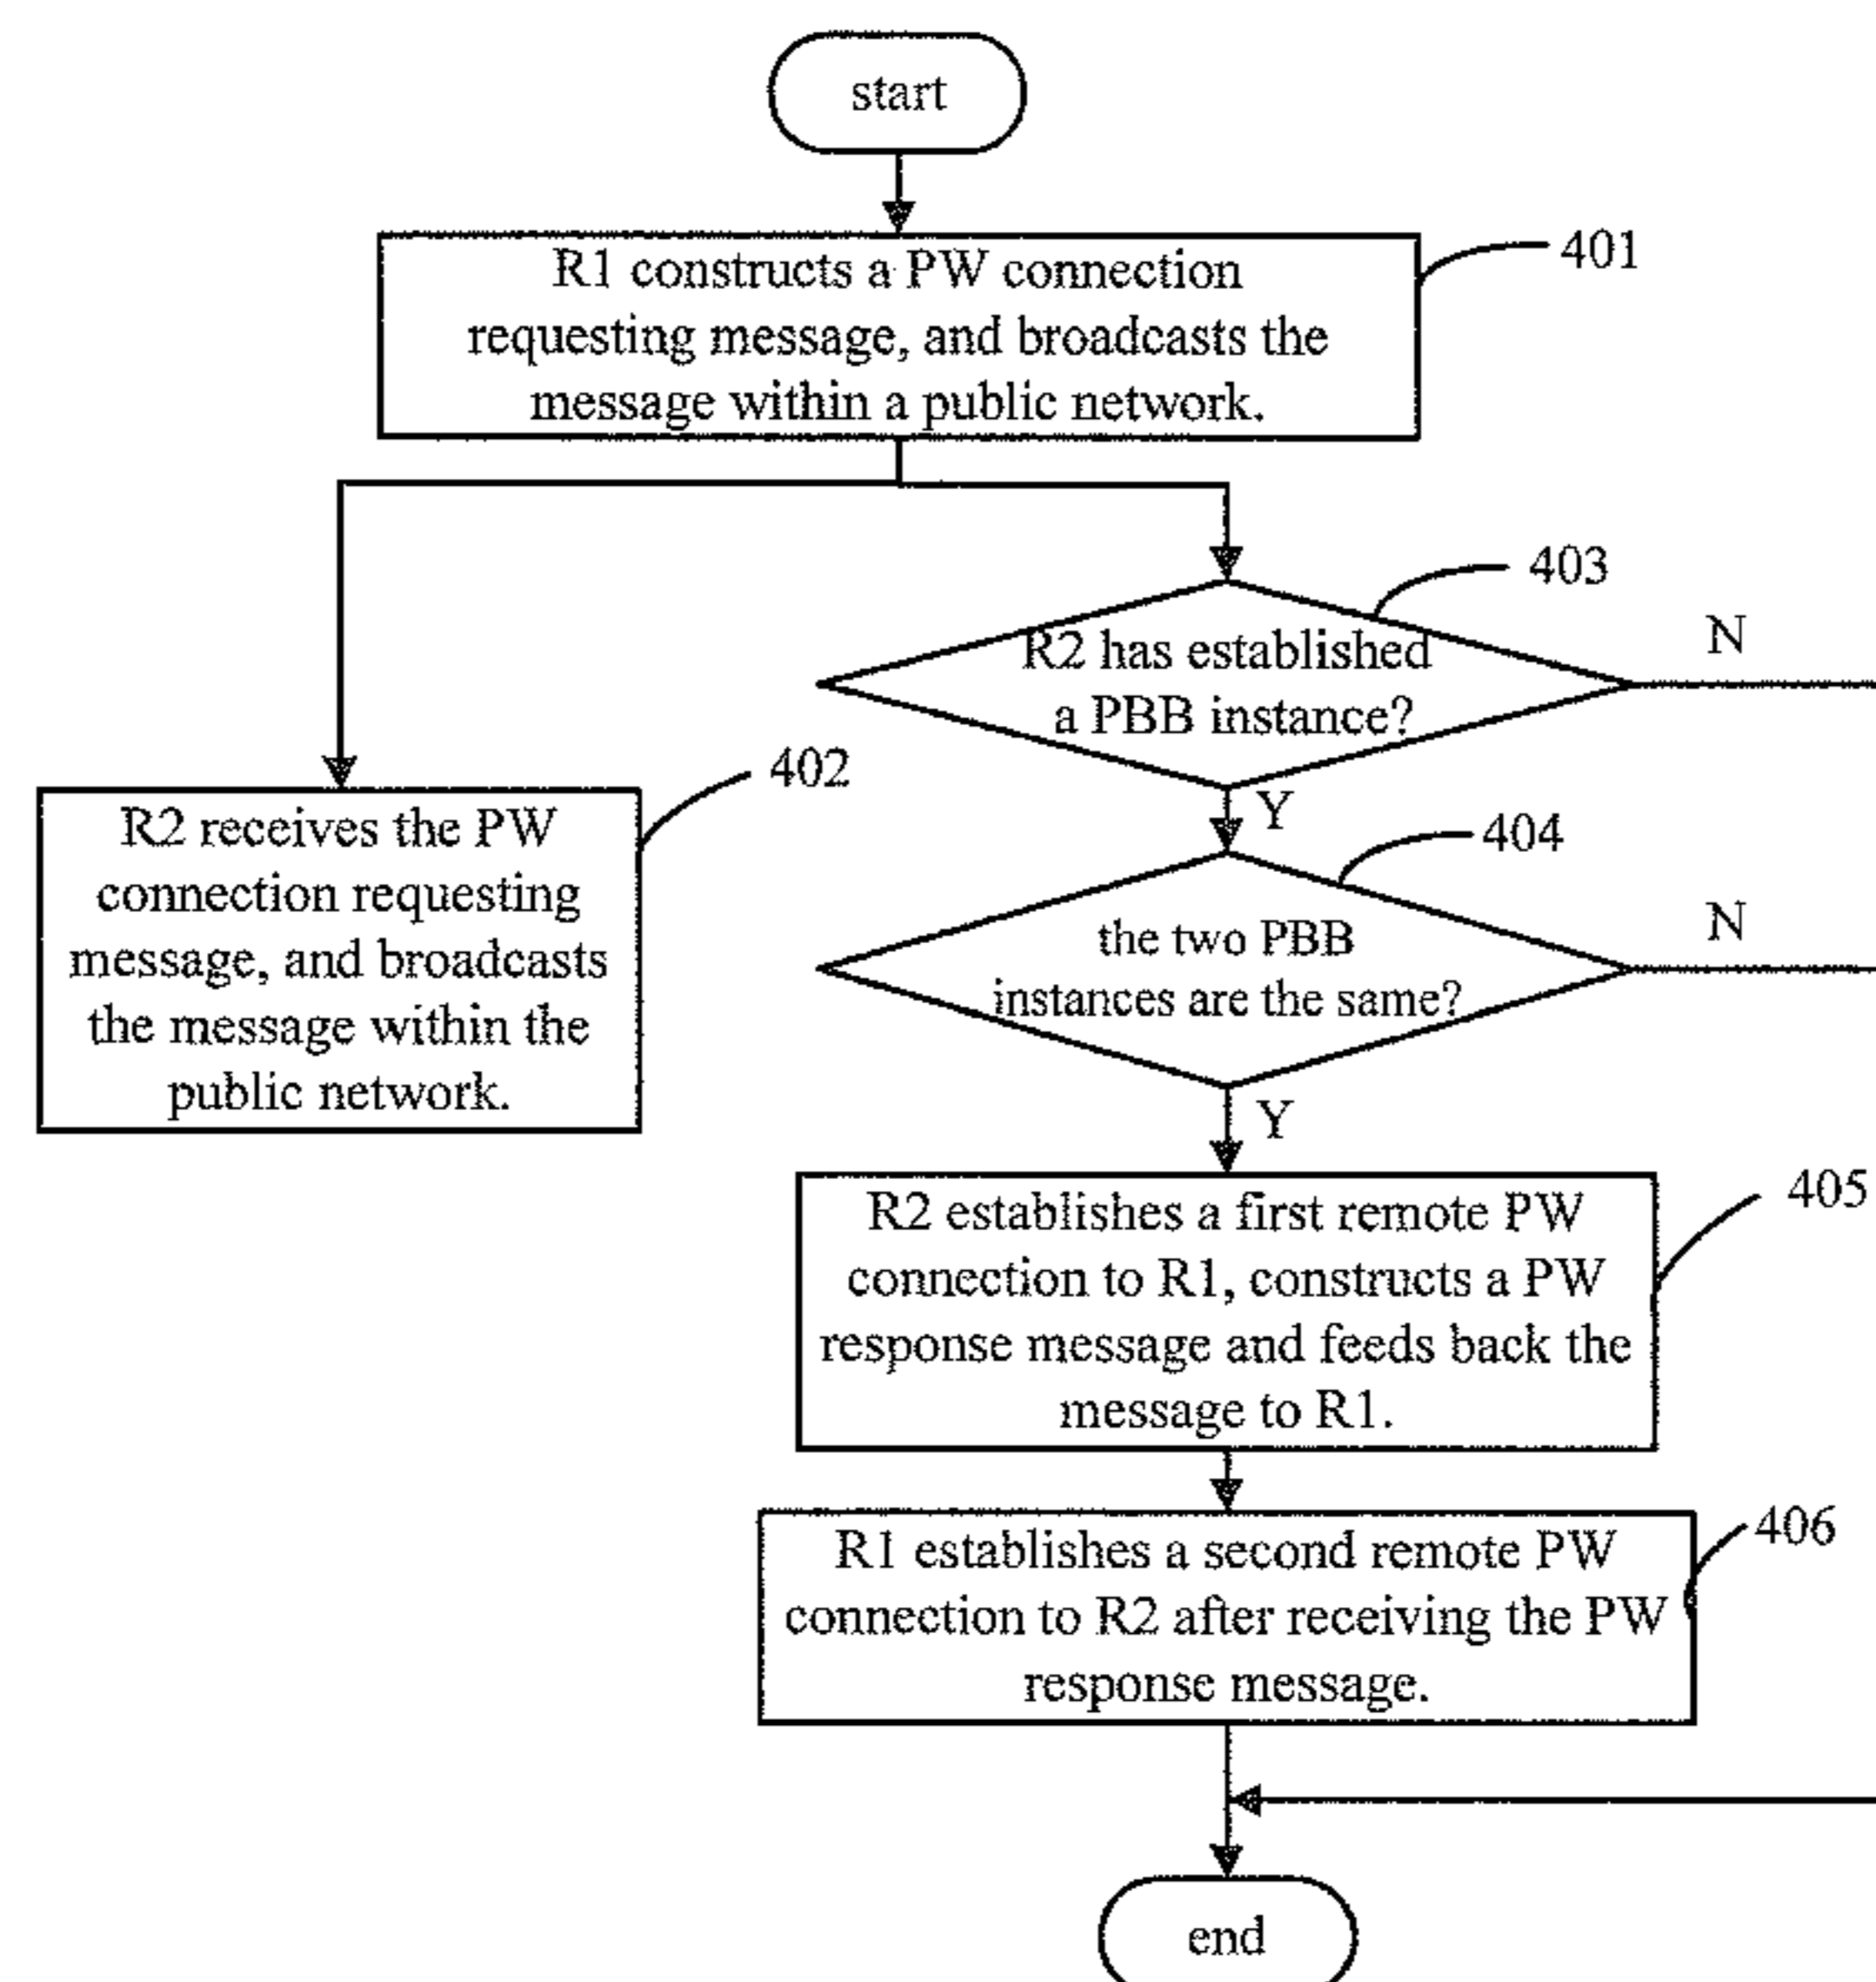 start
R1 constructs a PW connection
requesting message, and broadcasts the
message within a public network.
401
403
R2 has established
a PBB instance?
N
Y
402
R2 receives the PW
connection requesting
message, and broadcasts
the message within the
public network.
404
the two PBB
instances are the same?
N
Y
405
R2 establishes a first remote PW
connection to R1, constructs a PW
response message and feeds back the
message to R1.
406
R1 establishes a second remote PW
connection to R2 after receiving the PW
response message.
end